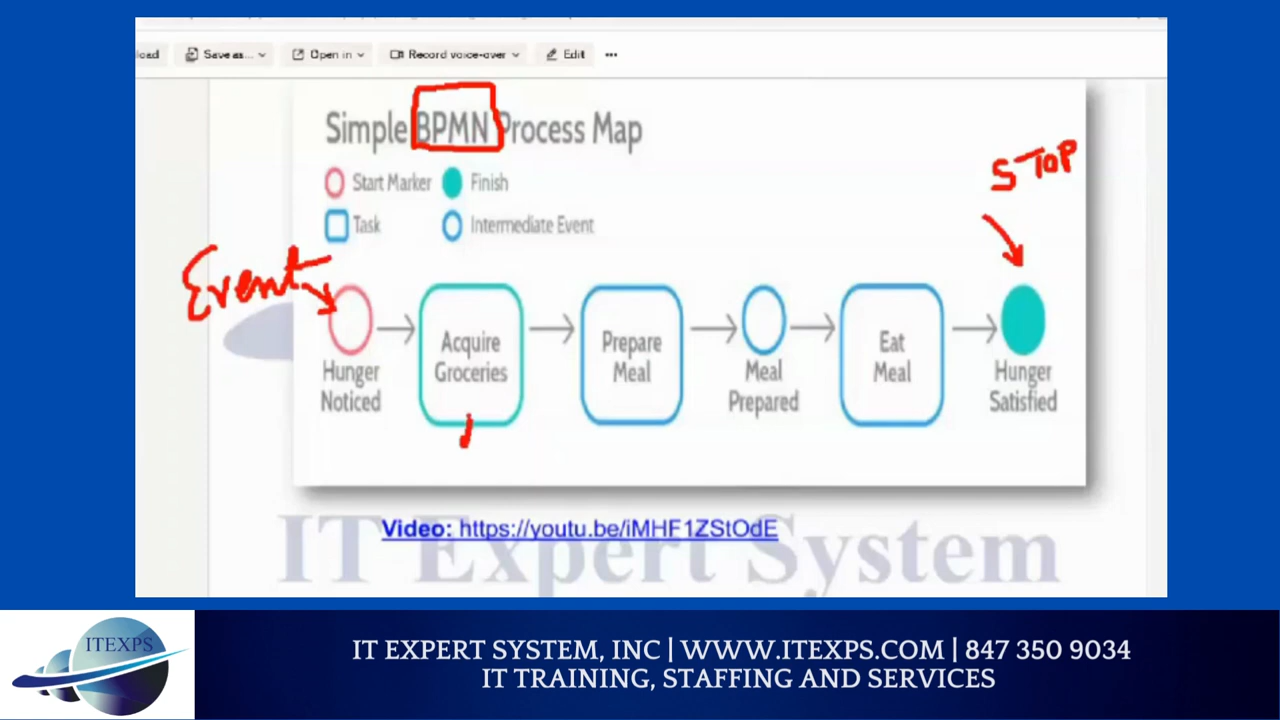 oad Save as... Open in Record voice-over Edit ...
Simple BPMN Process Map
STOP
Start Marker Finish
Task Intermediate Event
Event
Hunger Noticed
Acquire Groceries
Prepare Meal
Meal Prepared
Eat Meal
Hunger Satisfied
Video: https://youtu.be/iMHF1ZStOdE
IT Expert System
ITEXPS
IT EXPERT SYSTEM, INC | WWW.ITEXPS.COM | 847 350 9034
IT TRAINING, STAFFING AND SERVICES